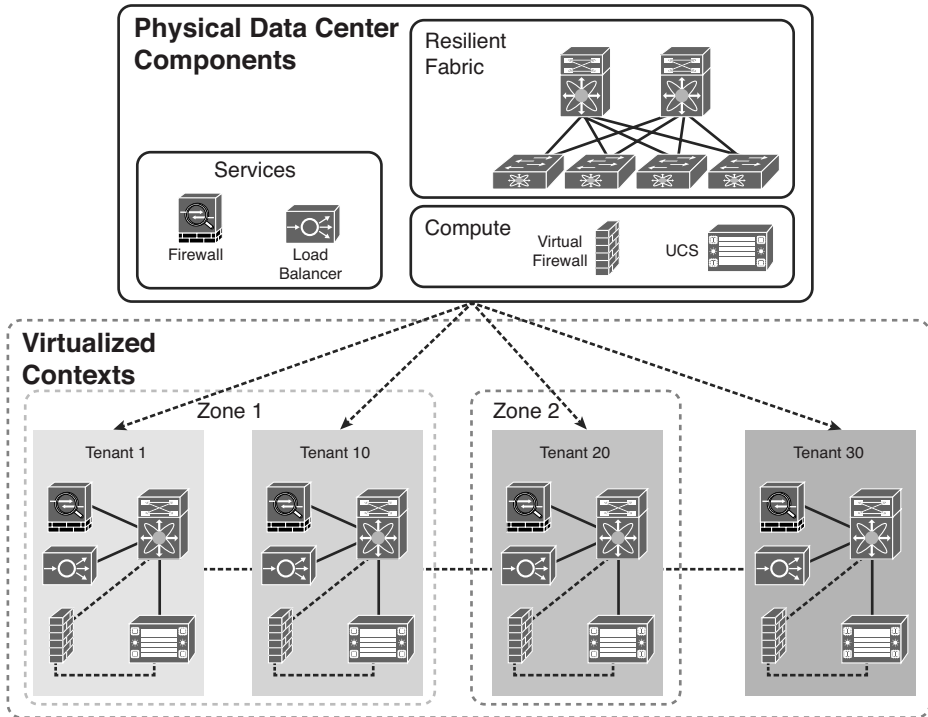 Physical Data Center
Components
Resilient
Fabric
Services
Firewall
Load
Balancer
Compute
Virtual
Firewall
UCS
Virtualized
Contexts
Zone 1
Zone 2
Tenant 1
Tenant 10
Tenant 20
Tenant 30